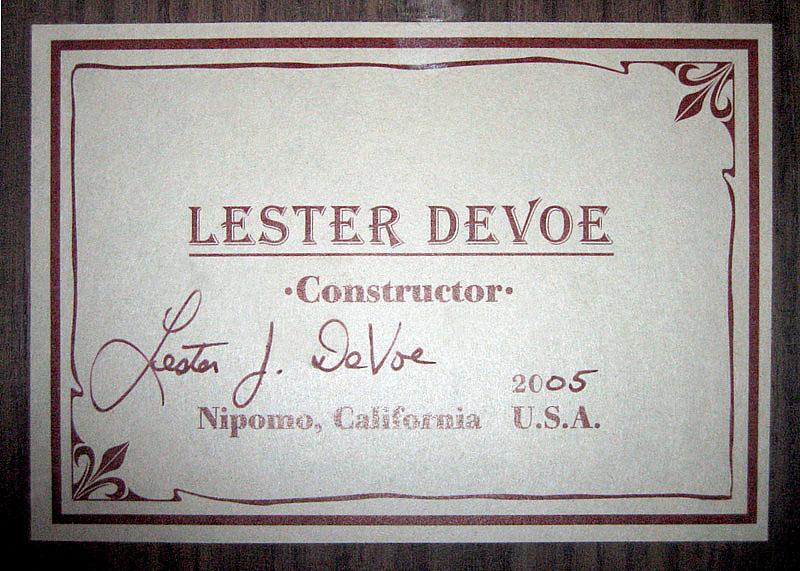 LESTER DEVOE
·Constructor·
Lester J. DeVoe
2005
Nipomo, California U.S.A.